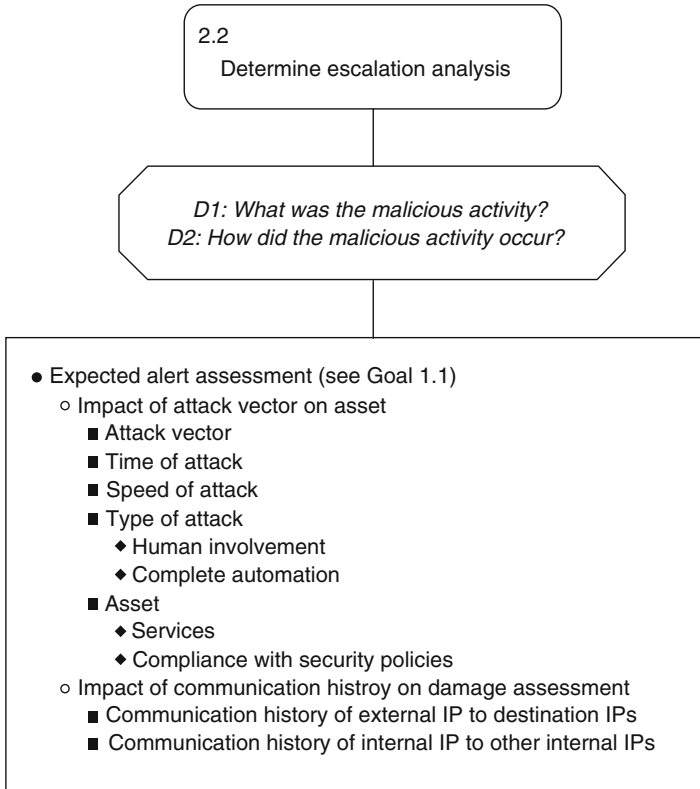 2.2
Determine escalation analysis
D1: What was the malicious activity?
D2: How did the malicious activity occur?
● Expected alert assessment (see Goal 1.1)
○ Impact of attack vector on asset
■ Attack vector
■ Time of attack
■ Speed of attack
■ Type of attack
◆ Human involvement
◆ Complete automation
■ Asset
◆ Services
◆ Compliance with security policies
○ Impact of communication histroy on damage assessment
■ Communication history of external IP to destination IPs
■ Communication history of internal IP to other internal IPs